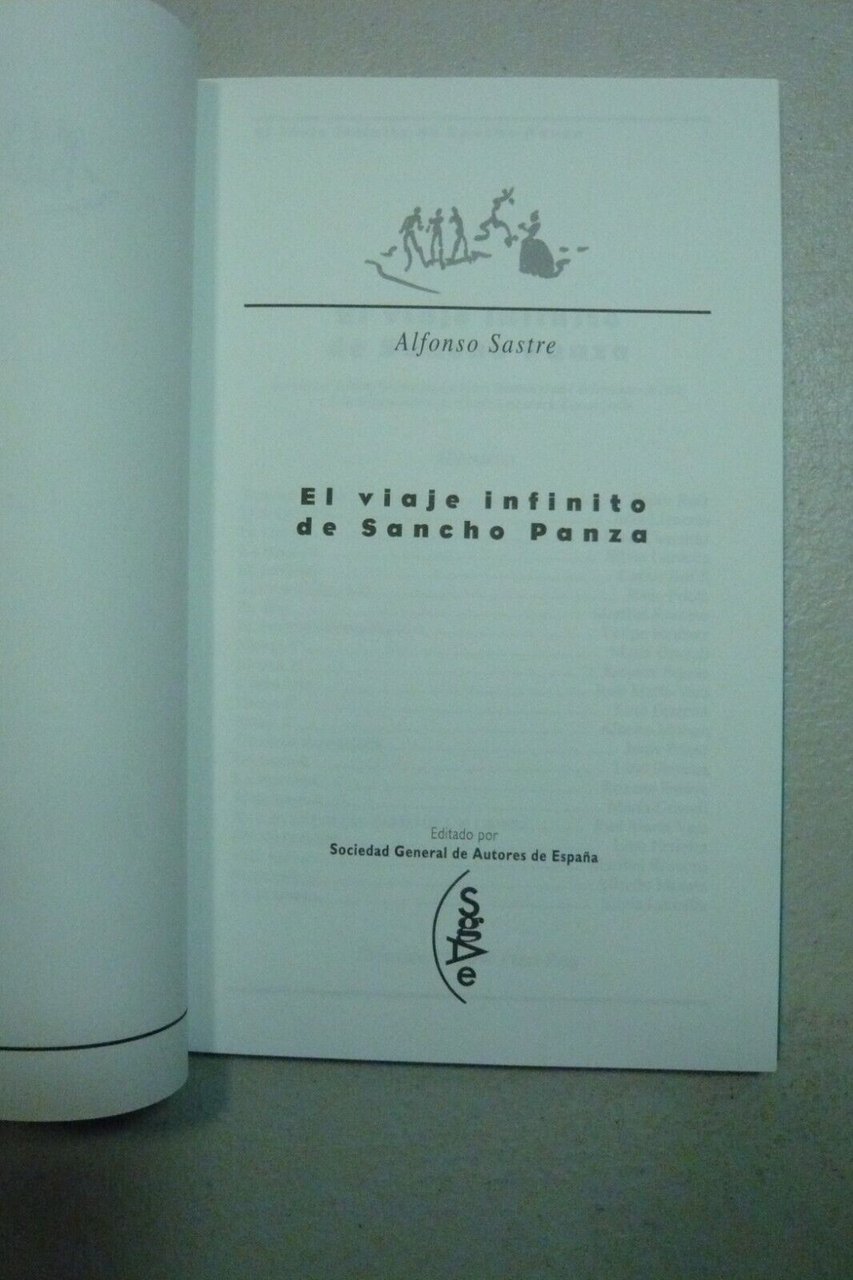 Alfonso Sastre
El viaje infinito
de Sancho Panza
Editado por
Sociedad General de Autores de España